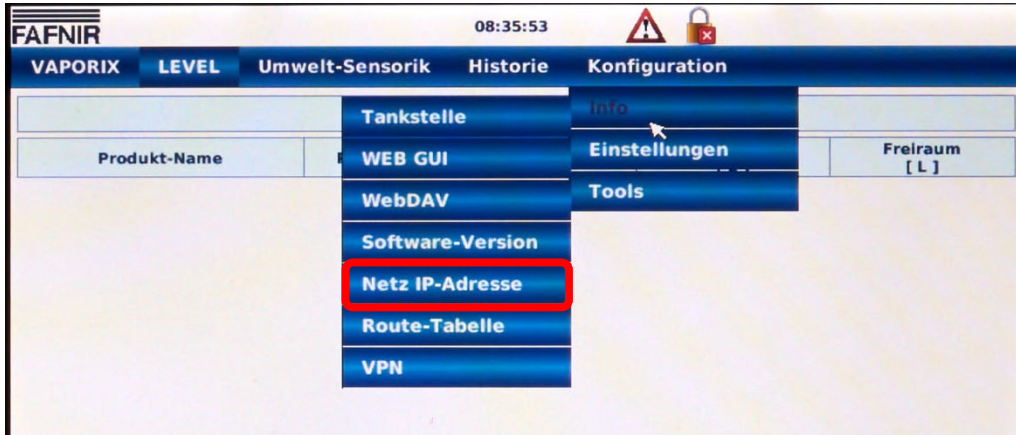 FAFNIR
08:35:53
VAPORIX LEVEL Umwelt-Sensorik Historie Konfiguration
Info
Einstellungen
Tools
Tankstelle
WEB GUI
WebDAV
Software-Version
Netz IP-Adresse
Route-Tabelle
VPN
Produkt-Name
Freiraum
[ L ]